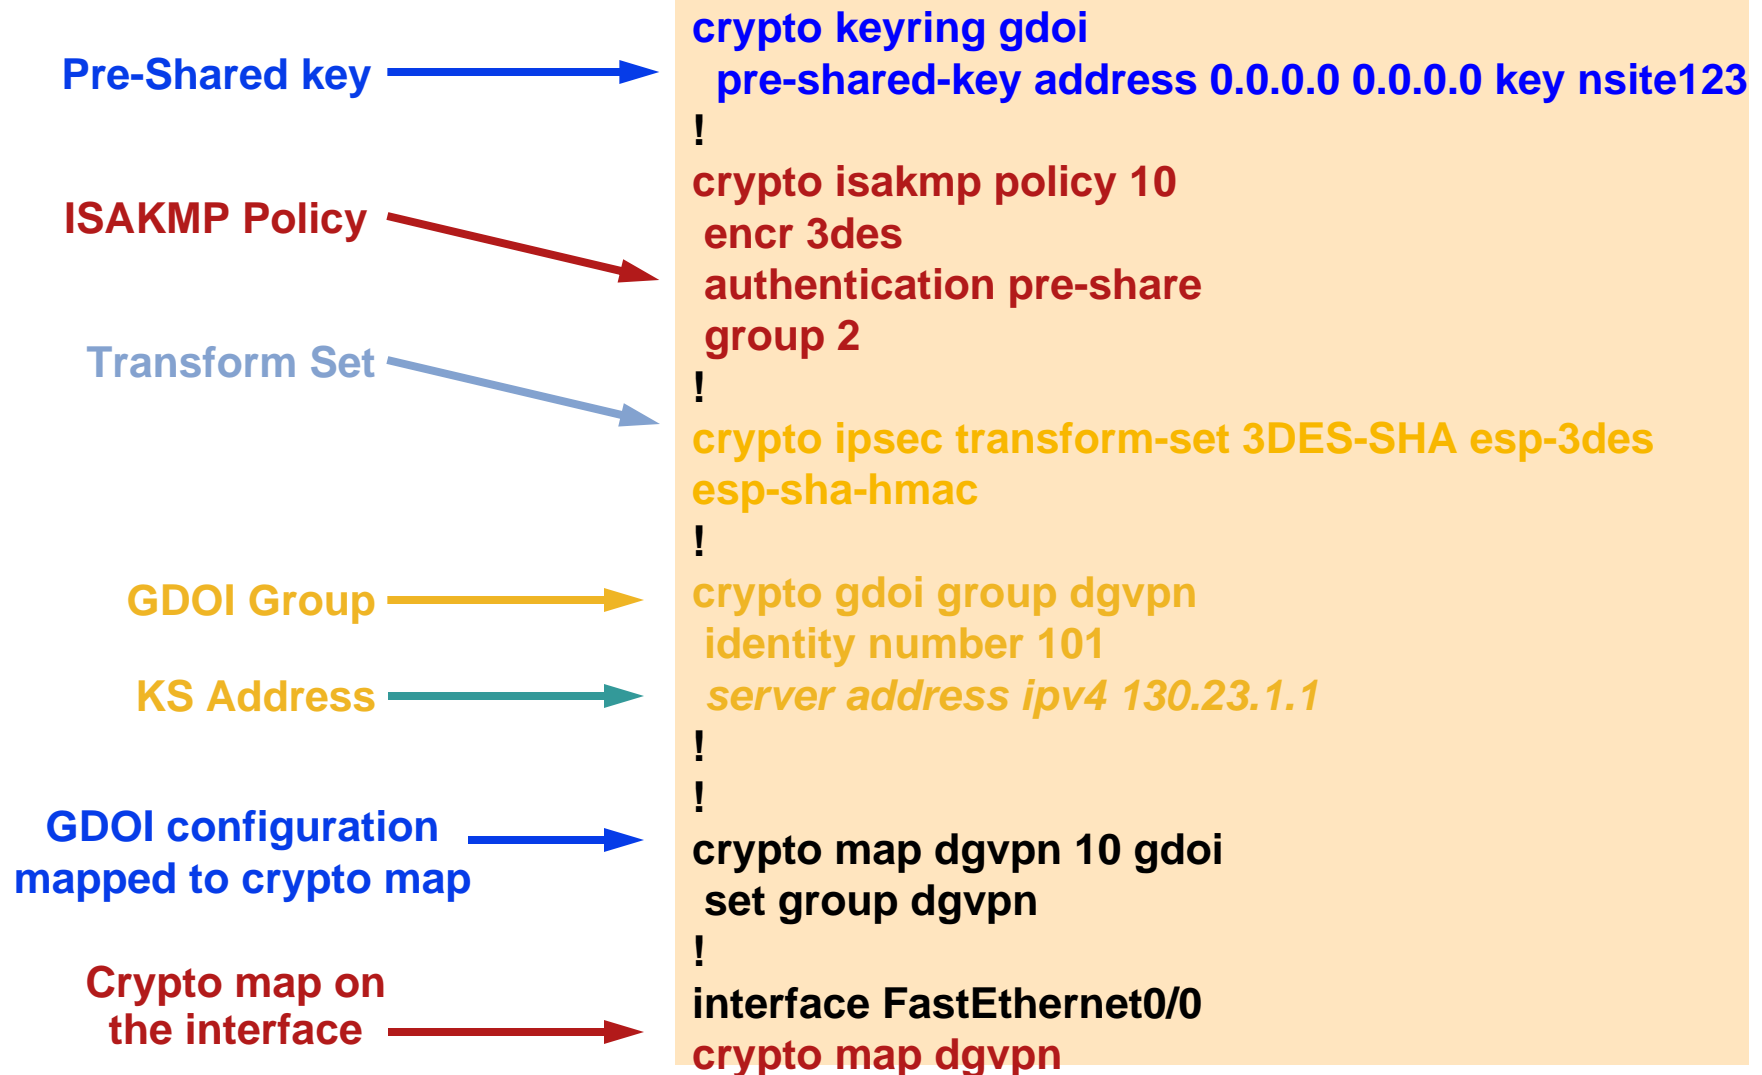 Pre-Shared key
ISAKMP Policy
Transform Set
GDOI Group
KS Address
GDOI configuration
mapped to crypto map
Crypto map on
the interface
crypto keyring gdoi
pre-shared-key address 0.0.0.0 0.0.0.0 key nsite123
!
crypto isakmp policy 10
encr 3des
authentication pre-share
group 2
!
crypto ipsec transform-set 3DES-SHA esp-3des
esp-sha-hmac
!
crypto gdoi group dgvpn
identity number 101
server address ipv4 130.23.1.1
!
!
crypto map dgvpn 10 gdoi
set group dgvpn
!
interface FastEthernet0/0
crypto map dgvpn